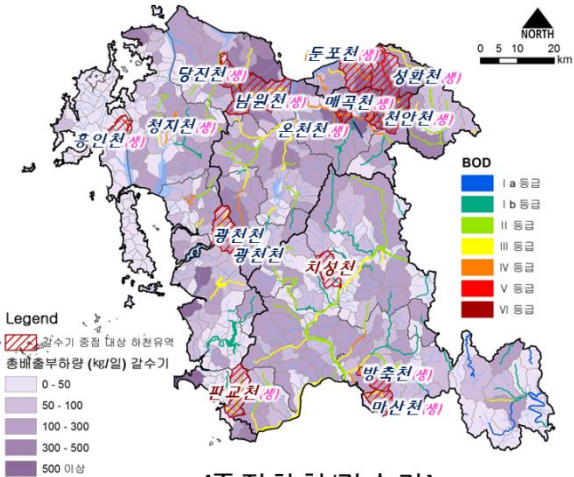 NORTH
0 5 10 20
km
둔포천(생)
성환천(생)
당진천(생)
남원천(생)
매곡천(생)
천안천(생)
흥인천(생)
청지천(생)
온천천(생)
광천천
광천천
치성천
방축천(생)
판교천(생)
마산천(생)
BOD
Ⅰa 등급
Ⅰb 등급
Ⅱ 등급
Ⅲ 등급
Ⅳ 등급
Ⅴ 등급
Ⅵ 등급
Legend
갈수기 중점 대상 하천유역
총배출부하량 (kg/일) 갈수기
0 - 50
50 - 100
100 - 300
300 - 500
500 이상